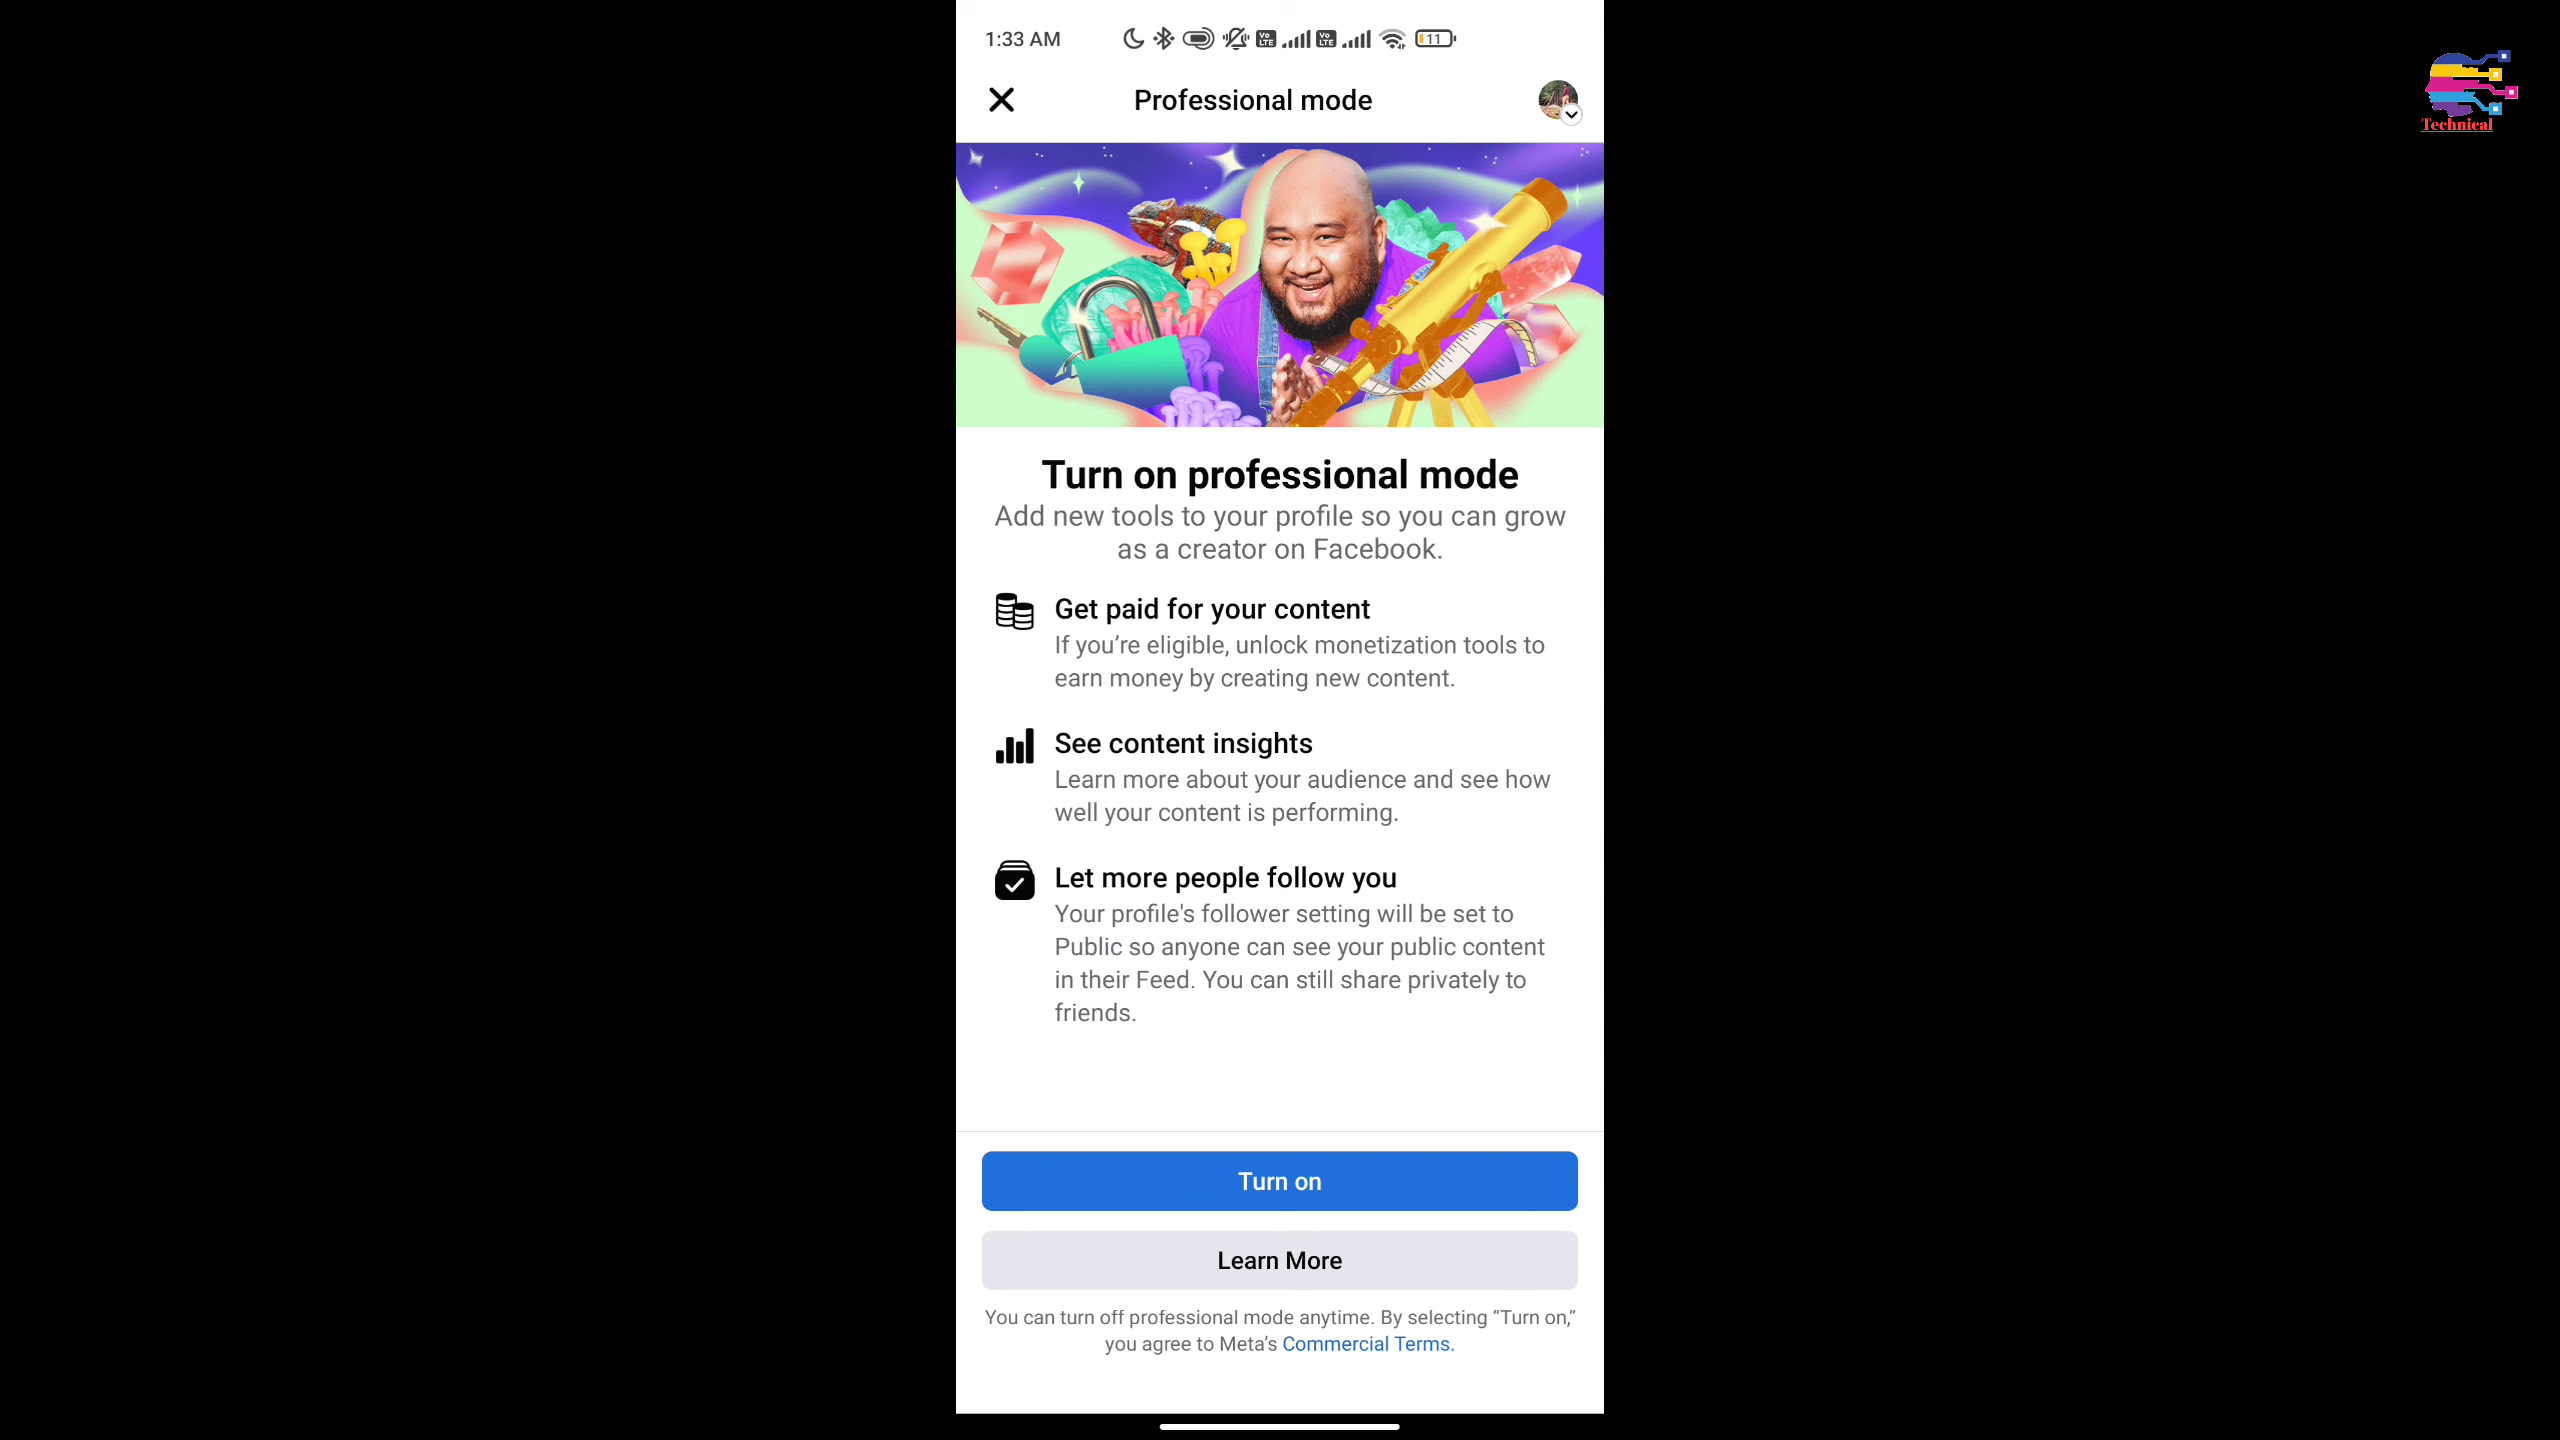 1:33 AM
Vo LTE
Vo LTE
11
Professional mode
Technical
Turn on professional mode
Add new tools to your profile so you can grow
as a creator on Facebook.
Get paid for your content
If you’re eligible, unlock monetization tools to
earn money by creating new content.
See content insights
Learn more about your audience and see how
well your content is performing.
Let more people follow you
Your profile's follower setting will be set to
Public so anyone can see your public content
in their Feed. You can still share privately to
friends.
Turn on
Learn More
You can turn off professional mode anytime. By selecting “Turn on,”
you agree to Meta’s Commercial Terms.